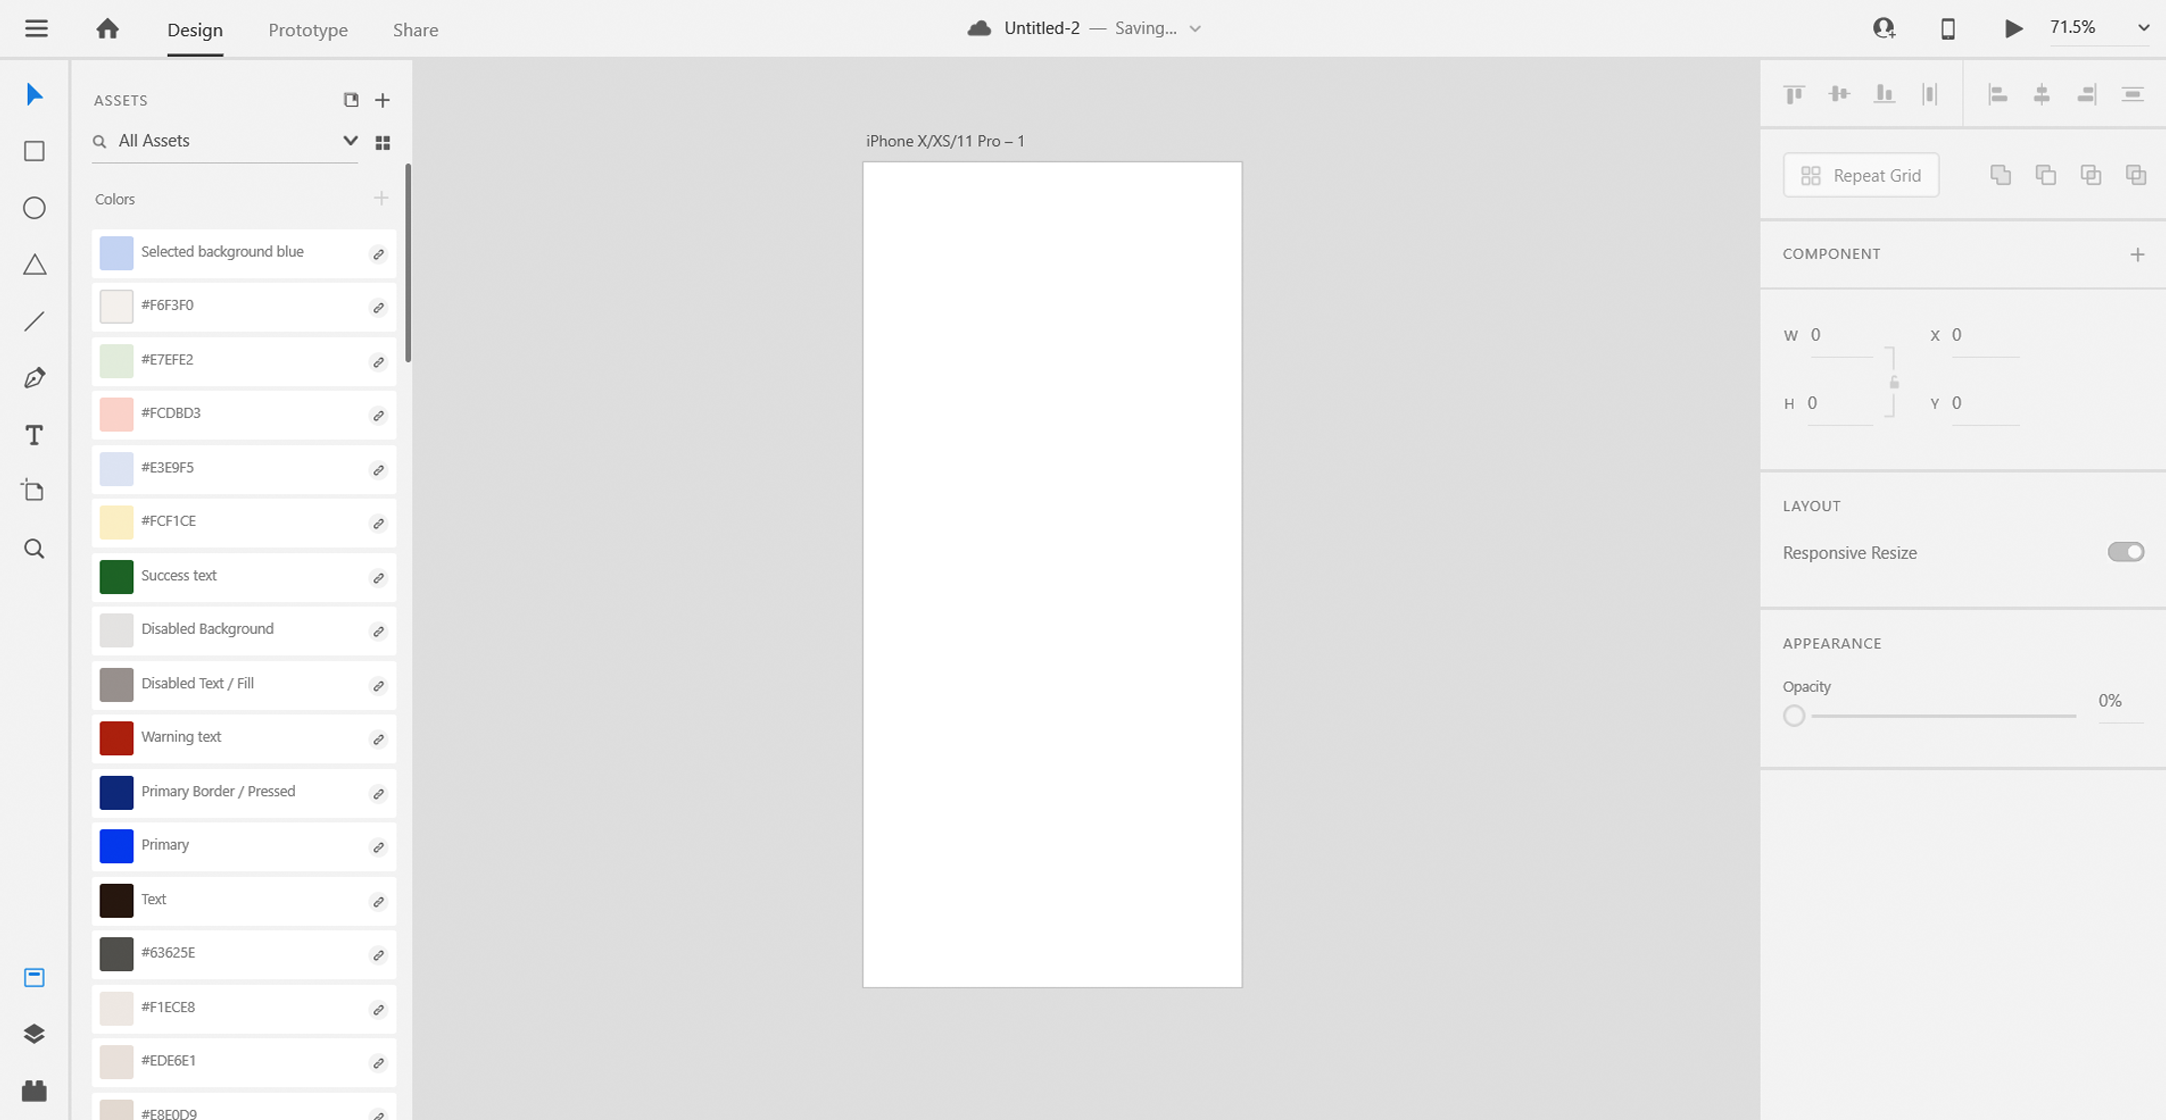 Design Prototype Share
Untitled-2 — Saving...
71.5%
ASSETS
All Assets
Colors
Selected background blue
#F6F3F0
#E7EFE2
#FCDBD3
#E3E9F5
#FCF1CE
Success text
Disabled Background
Disabled Text / Fill
Warning text
Primary Border / Pressed
Primary
Text
#63625E
#F1ECE8
#EDE6E1
#E8E0D9
iPhone X/XS/11 Pro – 1
Repeat Grid
COMPONENT
W 0 X 0
H 0 Y 0
LAYOUT
Responsive Resize
APPEARANCE
Opacity
0%